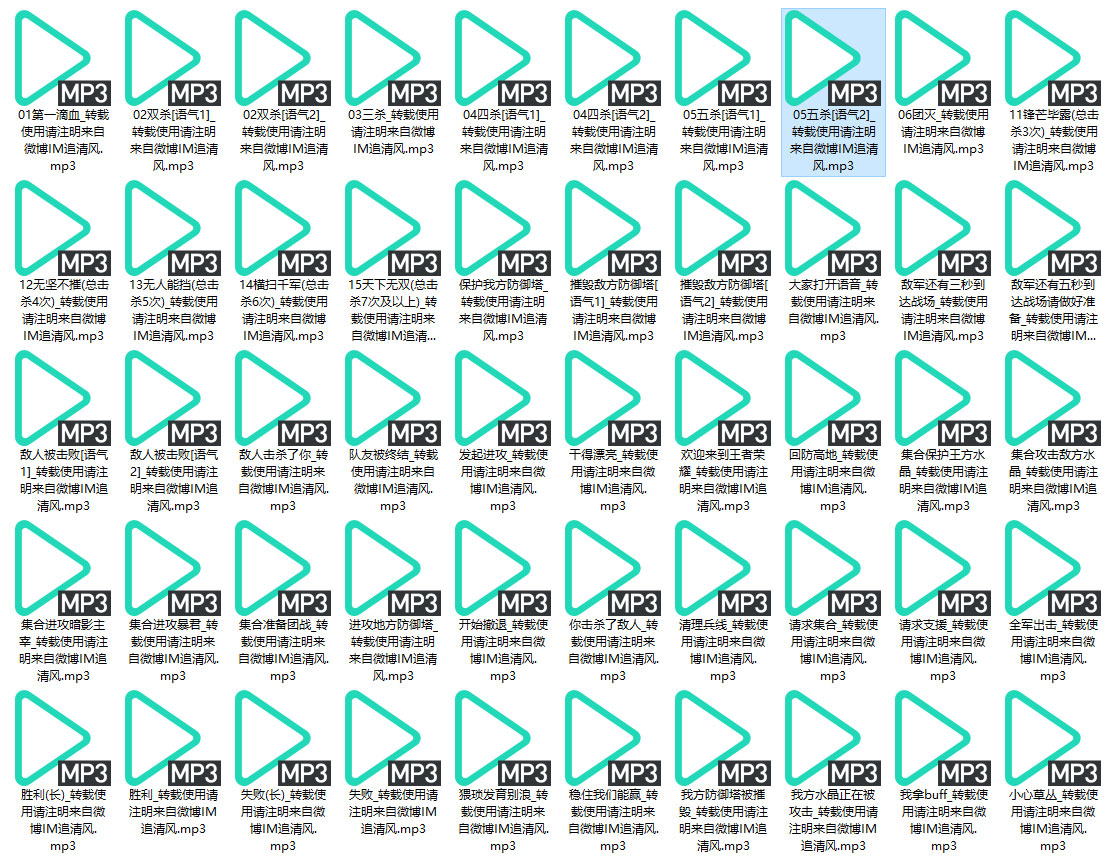 MP3
01第一滴血_转载
使用请注明来自
微博IM追清风.
mp3
MP3
02双杀[语气1]_
转载使用请注明
来自微博IM追清
风.mp3
MP3
02双杀[语气2]_
转载使用请注明
来自微博IM追清
风.mp3
MP3
03三杀_转载使用
请注明来自微博
IM追清风.mp3
MP3
04四杀[语气1]_
转载使用请注明
来自微博IM追清
风.mp3
MP3
04四杀[语气2]_
转载使用请注明
来自微博IM追清
风.mp3
MP3
05五杀[语气1]_
转载使用请注明
来自微博IM追清
风.mp3
MP3
05五杀[语气2]_
转载使用请注明
来自微博IM追清
风.mp3
MP3
06团灭_转载使用
请注明来自微博
IM追清风.mp3
MP3
11锋芒毕露(总击
杀3次)_转载使用
请注明来自微博
IM追清风.mp3
MP3
12无坚不摧(总击
杀4次)_转载使用
请注明来自微博
IM追清风.mp3
MP3
13无人能挡(总击
杀5次)_转载使用
请注明来自微博
IM追清风.mp3
MP3
14横扫千军(总击
杀6次)_转载使用
请注明来自微博
IM追清风.mp3
MP3
15天下无双(总击
杀7次及以上)_转
载使用请注明来
自微博IM追清...
MP3
保护我方防御塔_
转载使用请注明
来自微博IM追清
风.mp3
MP3
摧毁敌方防御塔[
语气1]_转载使用
请注明来自微博
IM追清风.mp3
MP3
摧毁敌方防御塔[
语气2]_转载使用
请注明来自微博
IM追清风.mp3
MP3
大家打开语音_转
载使用请注明来
自微博IM追清风.
mp3
MP3
敌军还有三秒到
达战场_转载使用
请注明来自微博
IM追清风.mp3
MP3
敌军还有五秒到
达战场请做好准
备_转载使用请注
明来自微博IM...
MP3
敌人被击败[语气
1]_转载使用请注
明来自微博IM追
清风.mp3
MP3
敌人被击败[语气
2]_转载使用请注
明来自微博IM追
清风.mp3
MP3
敌人击杀了你_转
载使用请注明来
自微博IM追清风.
mp3
MP3
队友被终结_转载
使用请注明来自
微博IM追清风.
mp3
MP3
发起进攻_转载使
用请注明来自微
博IM追清风.
mp3
MP3
干得漂亮_转载使
用请注明来自微
博IM追清风.
mp3
MP3
欢迎来到王者荣
耀_转载使用请注
明来自微博IM追
清风.mp3
MP3
回防高地_转载使
用请注明来自微
博IM追清风.
mp3
MP3
集合保护王方水
晶_转载使用请注
明来自微博IM追
清风.mp3
MP3
集合攻击敌方水
晶_转载使用请注
明来自微博IM追
清风.mp3
MP3
集合进攻暗影主
宰_转载使用请注
明来自微博IM追
清风.mp3
MP3
集合进攻暴君_转
载使用请注明来
自微博IM追清风.
mp3
MP3
集合准备团战_转
载使用请注明来
自微博IM追清风.
mp3
MP3
进攻地方防御塔_
转载使用请注明
来自微博IM追清
风.mp3
MP3
开始撤退_转载使
用请注明来自微
博IM追清风.
mp3
MP3
你击杀了敌人_转
载使用请注明来
自微博IM追清风.
mp3
MP3
清理兵线_转载使
用请注明来自微
博IM追清风.
mp3
MP3
请求集合_转载使
用请注明来自微
博IM追清风.
mp3
MP3
请求支援_转载使
用请注明来自微
博IM追清风.
mp3
MP3
全军出击_转载使
用请注明来自微
博IM追清风.
mp3
MP3
胜利(长)_转载使
用请注明来自微
博IM追清风.
mp3
MP3
胜利_转载使用请
注明来自微博IM
追清风.mp3
MP3
失败(长)_转载使
用请注明来自微
博IM追清风.
mp3
MP3
失败_转载使用请
注明来自微博IM
追清风.mp3
MP3
猥琐发育别浪_转
载使用请注明来
自微博IM追清风.
mp3
MP3
稳住我们能赢_转
载使用请注明来
自微博IM追清风.
mp3
MP3
我方防御塔被摧
毁_转载使用请注
明来自微博IM追
清风.mp3
MP3
我方水晶正在被
攻击_转载使用请
注明来自微博IM
追清风.mp3
MP3
我拿buff_转载使
用请注明来自微
博IM追清风.
mp3
MP3
小心草丛_转载使
用请注明来自微
博IM追清风.
mp3